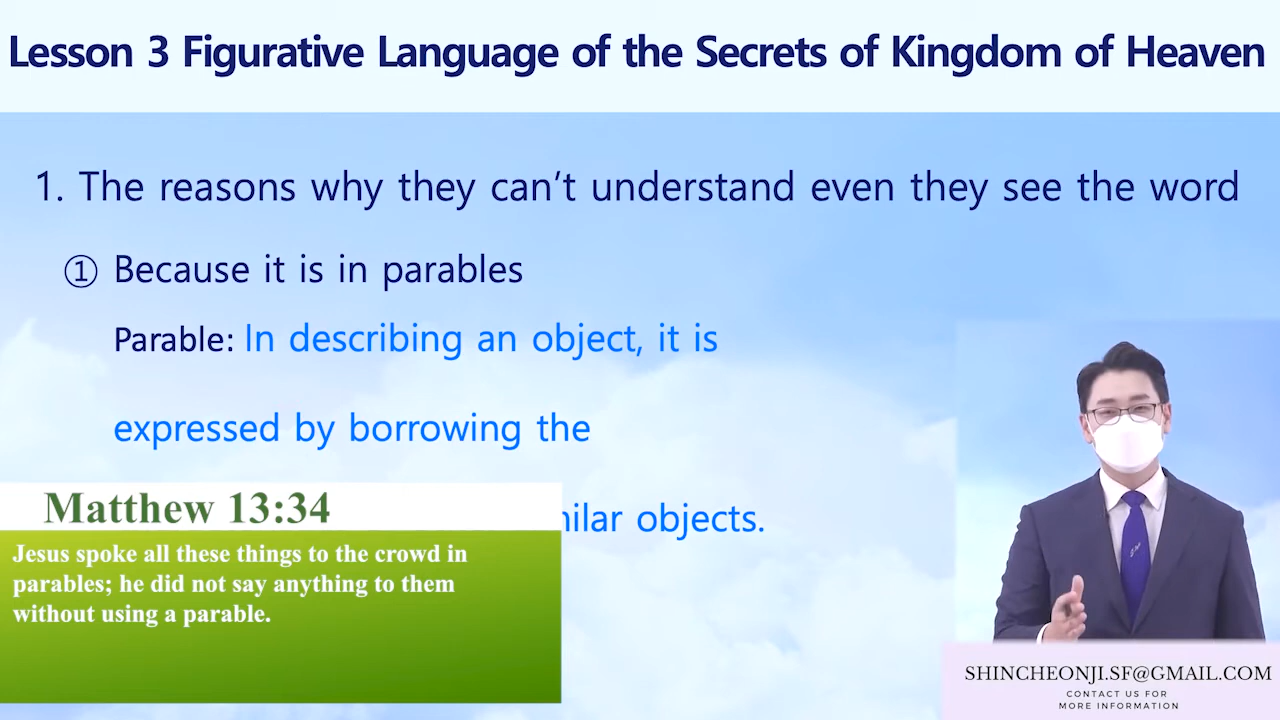 Lesson 3 Figurative Language of the Secrets of Kingdom of Heaven
1. The reasons why they can't understand even they see the word
① Because it is in parables
Parable: In describing an object, it is
expressed by borrowing the
objects.
Matthew 13:34
Jesus spoke all these things to the crowd in
parables; he did not say anything to them
without using a parable.
SHINCHEONJI.SF@GMAIL.COM
CONTACT US FOR
MORE INFORMATION